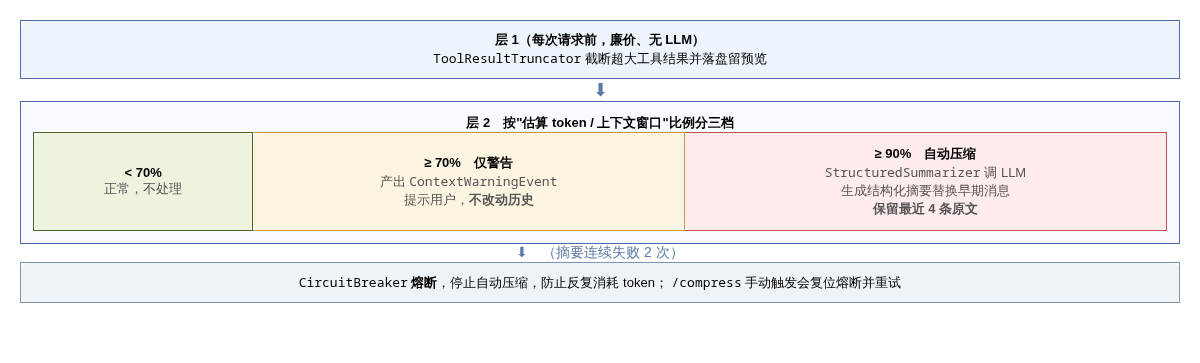 层 1（每次请求前，廉价、无 LLM）
ToolResultTruncator 截断超大工具结果并落盘留预览
⬇
层 2　按"估算 token / 上下文窗口"比例分三档
< 70%
正常，不处理
≥ 70%　仅警告
产出 ContextWarningEvent
提示用户，不改动历史
≥ 90%　自动压缩
StructuredSummarizer 调 LLM
生成结构化摘要替换早期消息
保留最近 4 条原文
⬇　（摘要连续失败 2 次）
CircuitBreaker 熔断，停止自动压缩，防止反复消耗 token； /compress 手动触发会复位熔断并重试